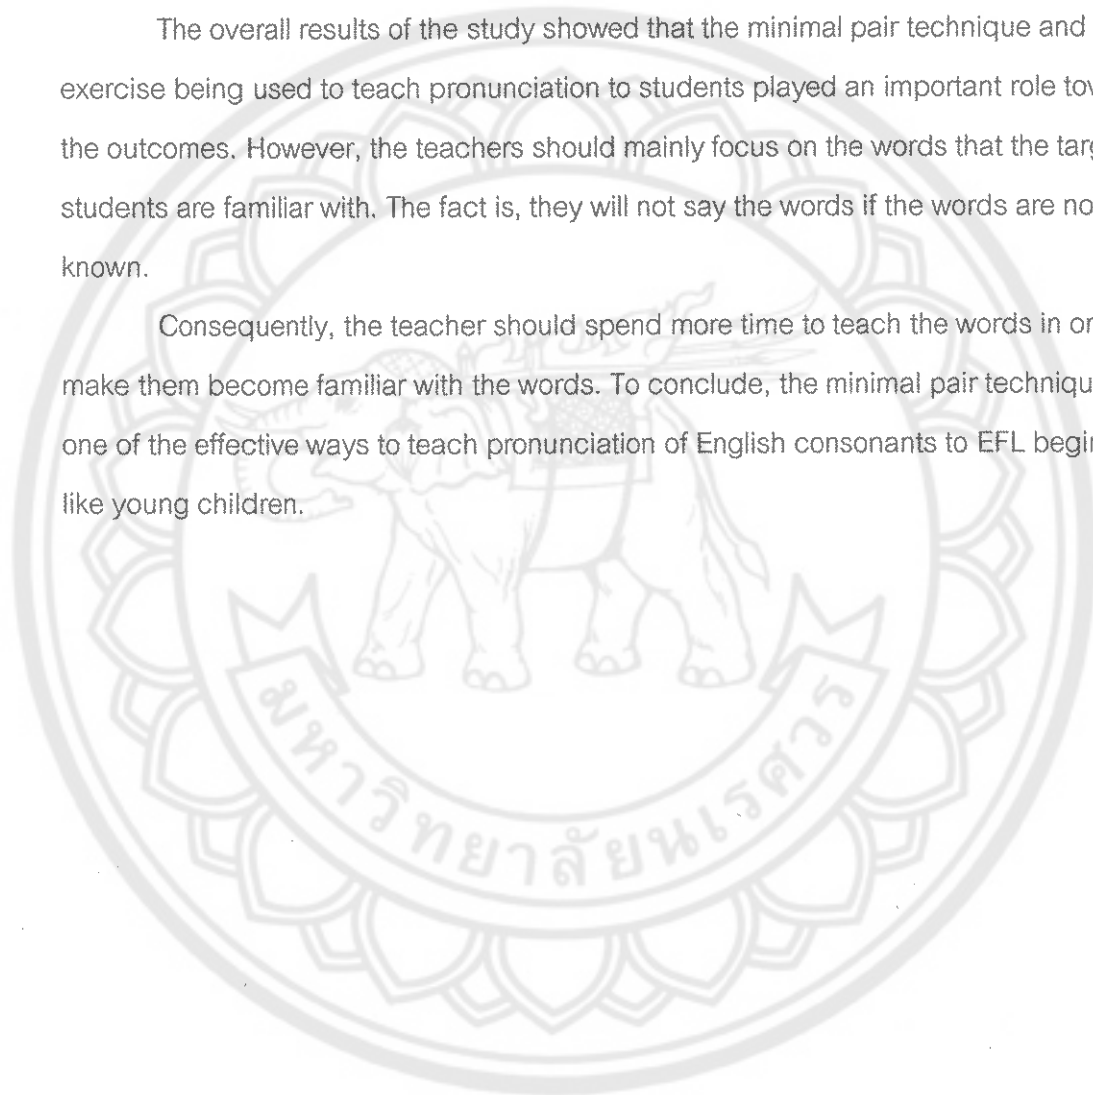 The overall results of the study showed that the minimal pair technique and
exercise being used to teach pronunciation to students played an important role
the outcomes. However, the teachers should mainly focus on the words that the
students are familiar with. The fact is, they will not say the words if the words are
known.
Consequently, the teacher should spend more time to teach the words in
make them become familiar with the words. To conclude, the minimal pair
one of the effective ways to teach pronunciation of English consonants to EFL
like young children.
มหาวิทยาลัยนเรศวร